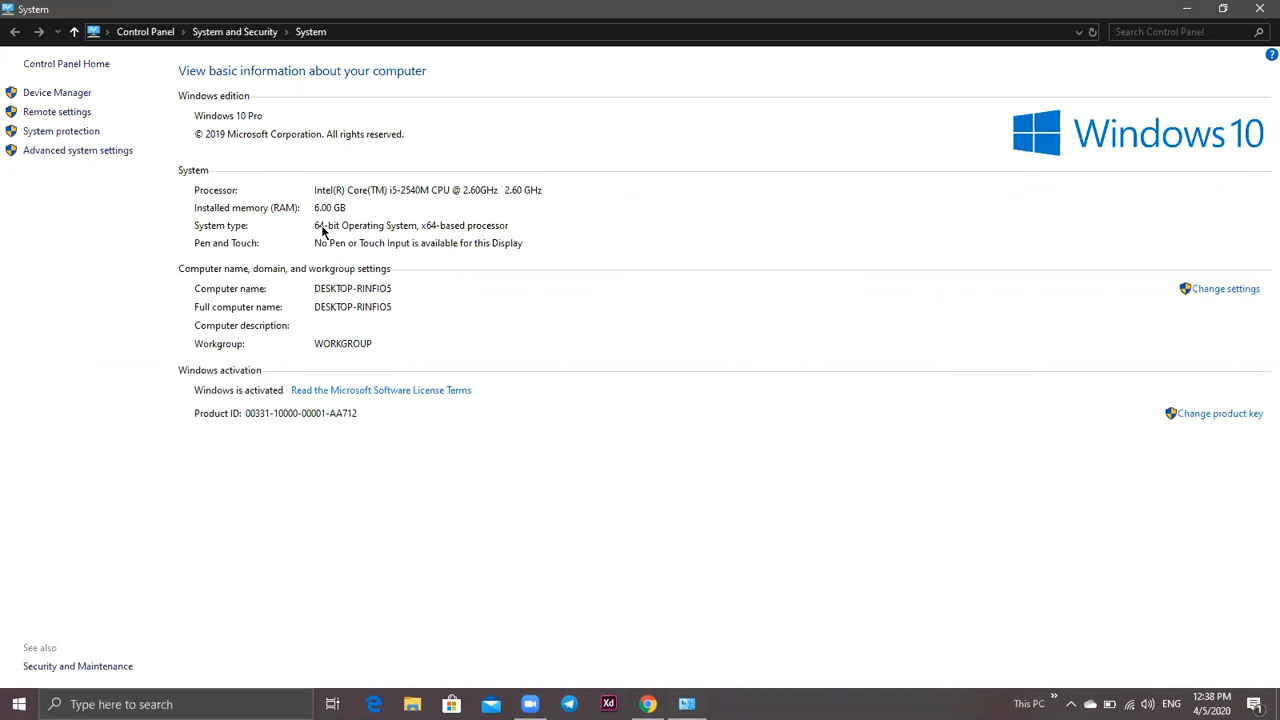 System
Control Panel > System and Security > System
Search Control Panel
Control Panel Home
Device Manager
Remote settings
System protection
Advanced system settings
View basic information about your computer
Windows edition
Windows 10 Pro
© 2019 Microsoft Corporation. All rights reserved.
Windows 10
System
Processor: Intel(R) Core(TM) i5-2540M CPU @ 2.60GHz 2.60 GHz
Installed memory (RAM): 6.00 GB
System type: 64-bit Operating System, x64-based processor
Pen and Touch: No Pen or Touch Input is available for this Display
Computer name, domain, and workgroup settings
Computer name: DESKTOP-RINFIO5
Change settings
Full computer name: DESKTOP-RINFIO5
Computer description:
Workgroup: WORKGROUP
Windows activation
Windows is activated Read the Microsoft Software License Terms
Product ID: 00331-10000-00001-AA712
Change product key
See also
Security and Maintenance
Type here to search
Xd
This PC
ENG
12:38 PM
4/5/2020
1